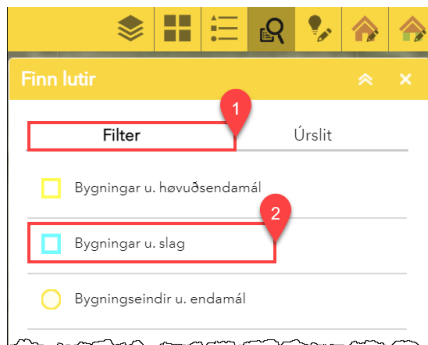 Finn lutir
1
Filter Úrslit
Bygningar u. høvuðsendamál
2
Bygningar u. slag
Bygningseindir u. endamál